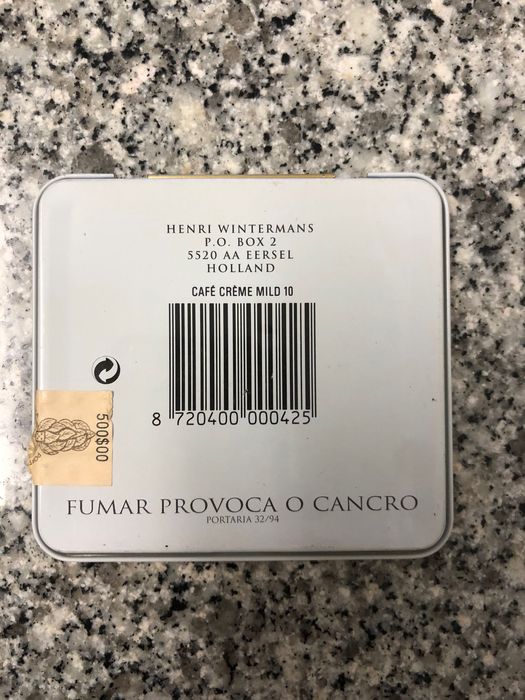 HENRI WINTERMANS
P.O. BOX 2
5520 AA EERSEL
HOLLAND
CAFÉ CRÈME MILD 10
8 720400 000425
500$00
FUMAR PROVOCA O CANCRO
PORTARIA 32/94